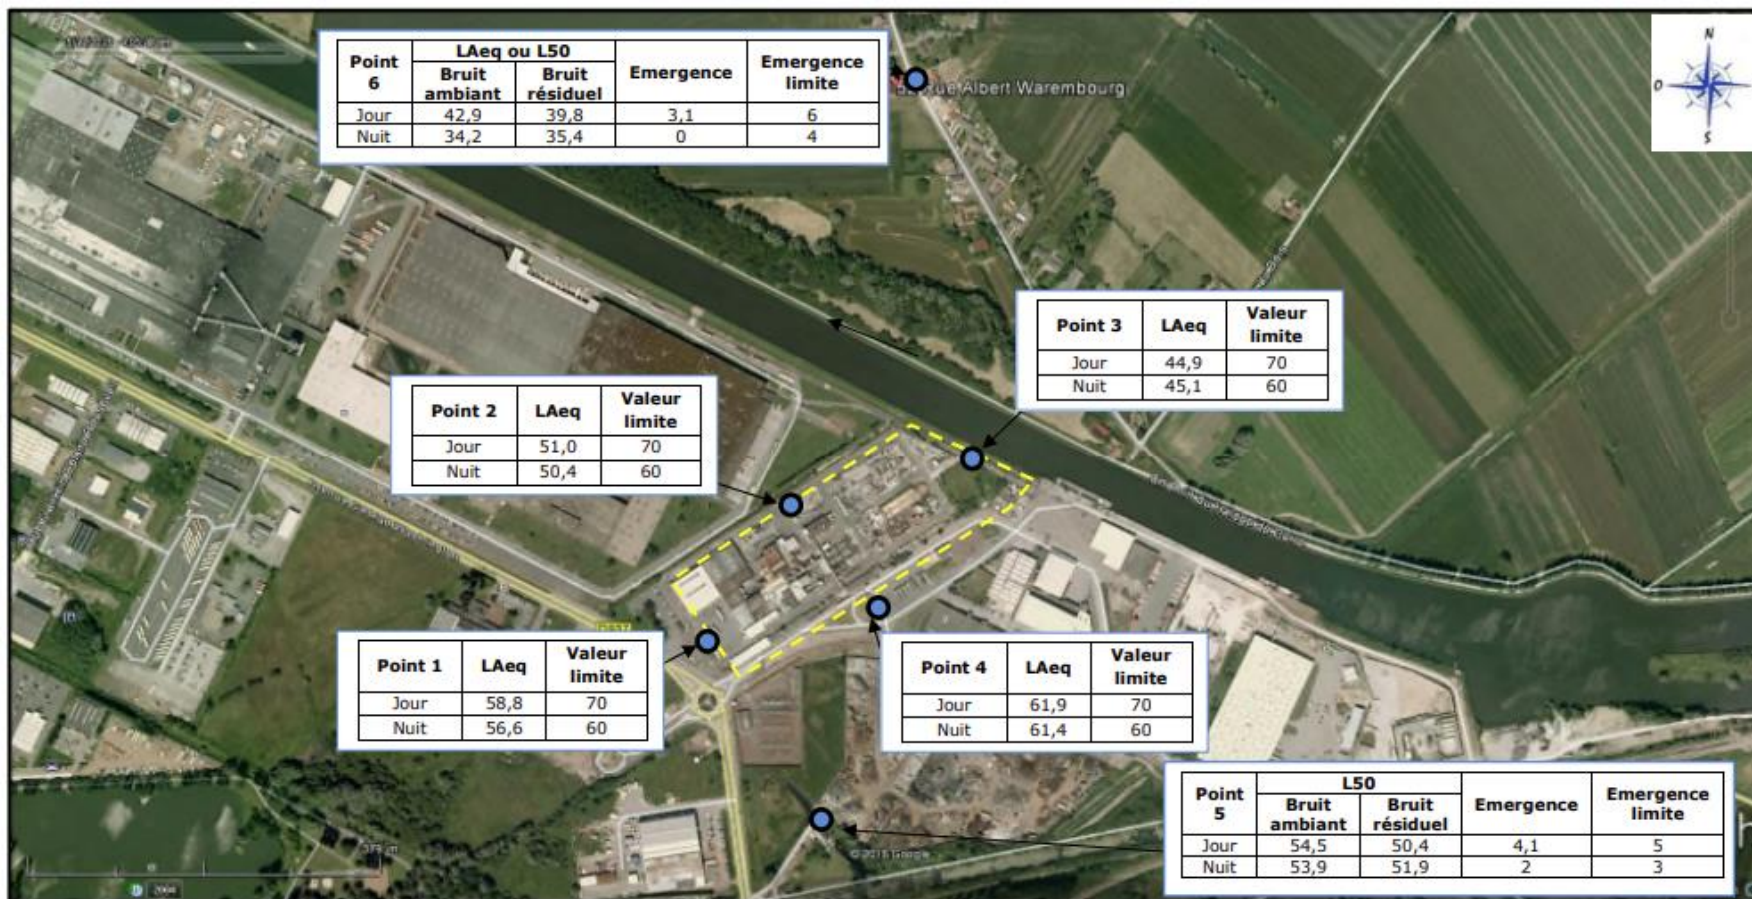 Point 6 LAeq ou L50 Emergence Emergence limite
Bruit ambiant Bruit résiduel
Jour 42,9 39,8 3,1 6
Nuit 34,2 35,4 0 4
Rue Albert Warembourg
N
O
S
Point 3 LAeq Valeur limite
Jour 44,9 70
Nuit 45,1 60
Point 2 LAeq Valeur limite
Jour 51,0 70
Nuit 50,4 60
Point 1 LAeq Valeur limite
Jour 58,8 70
Nuit 56,6 60
Point 4 LAeq Valeur limite
Jour 61,9 70
Nuit 61,4 60
Point 5 L50 Emergence Emergence limite
Bruit ambiant Bruit résiduel
Jour 54,5 50,4 4,1 5
Nuit 53,9 51,9 2 3
Google
2004